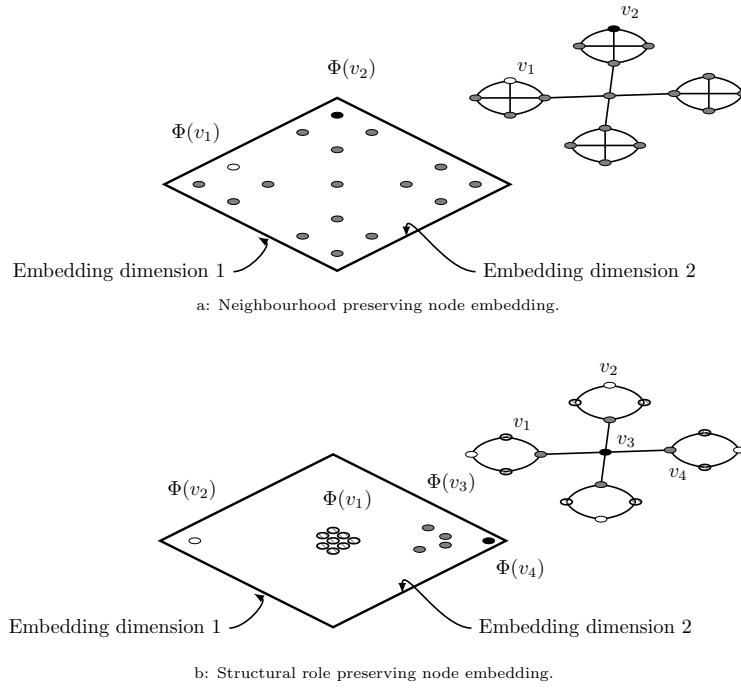 v₂
Φ(v₂)
v₁
Φ(v₁)
Embedding dimension 1
Embedding dimension 2
a: Neighbourhood preserving node embedding.
v₂
v₁
v₃
Φ(v₂)
Φ(v₁)
Φ(v₃)
v₄
Φ(v₄)
Embedding dimension 1
Embedding dimension 2
b: Structural role preserving node embedding.